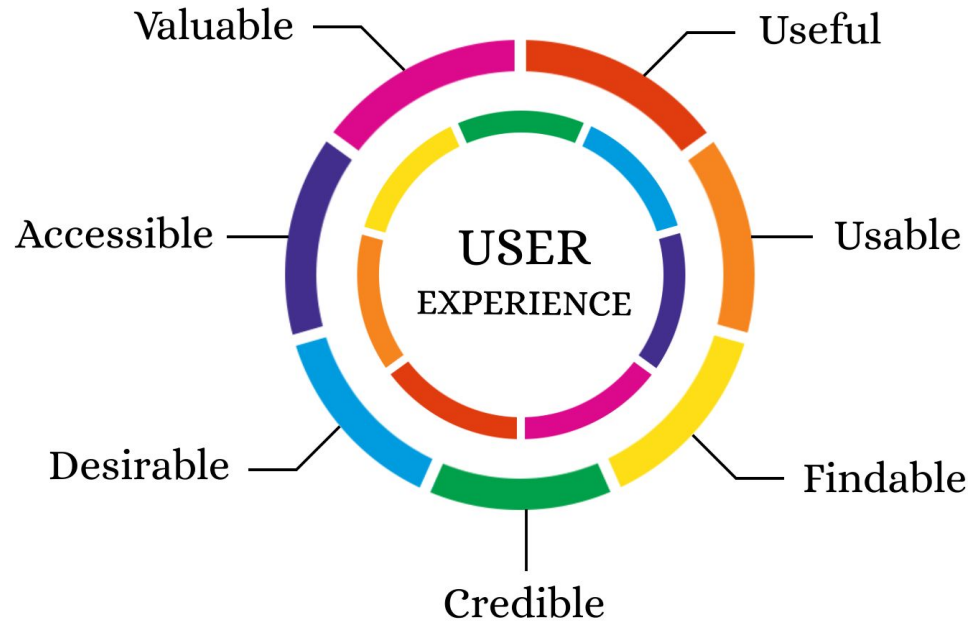 Valuable
Useful
Accessible
USER
EXPERIENCE
Usable
Desirable
Findable
Credible